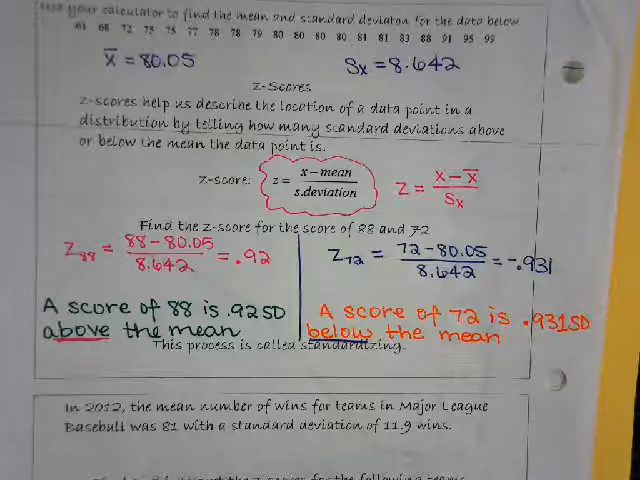 Use your calculator to find the mean and standard deviaton for the data below
61 68 72 75 75 77 78 78 79 80 80 80 80 81 81 83 88 91 95 99
x̄ = 80.05
Sx = 8.642
Z-Scores
Z-scores help us describe the location of a data point in a
distribution by telling how many standard deviations above
or below the mean the data point is.
Z-score: z = x − mean / s.deviation
Z = x − x̄ / Sx
Find the z-score for the score of 88 and 72
Z88 = 88 − 80.05 / 8.642 = .92
Z72 = 72 − 80.05 / 8.642 = −.931
A score of 88 is .92SD
above the mean
A score of 72 is .931SD
below the mean
This process is called standardizing.
In 2012, the mean number of wins for teams in Major League
Baseball was 81 with a standard deviation of 11.9 wins.